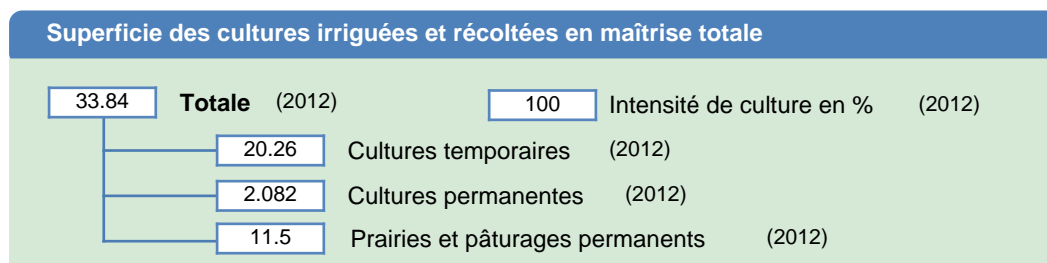 Superficie des cultures irriguées et récoltées en maîtrise totale
33.84 Totale (2012) 100 Intensité de culture en % (2012)
20.26 Cultures temporaires (2012)
2.082 Cultures permanentes (2012)
11.5 Prairies et pâturages permanents (2012)